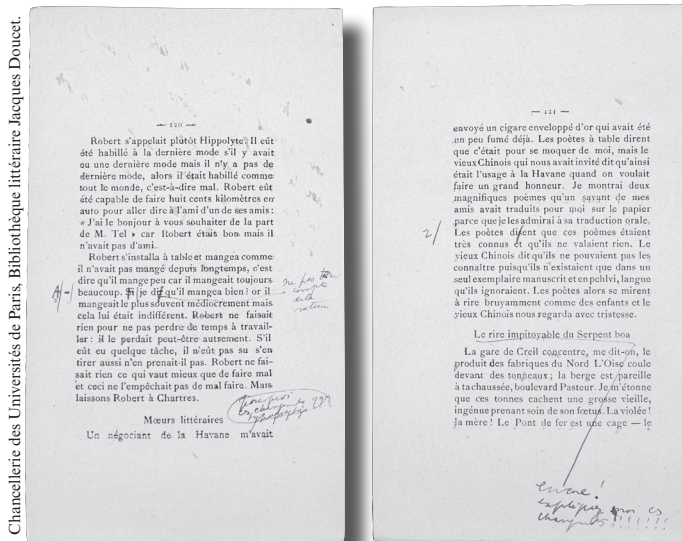 Chancellerie des Universités de Paris, Bibliothèque littéraire Jacques Doucet.
— 120 —
Robert s'appelait plutôt Hippolyte. Il eût
été habillé à la dernière mode s'il y avait
ou une dernière mode mais il n'y a pas de
dernière mode, alors il était habillé comme
tout le monde, c'est-à-dire mal. Robert eût
été capable de faire huit cents kilomètres en
auto pour aller dire à l'ami d'un de ses amis :
« J'ai le bonjour à vous souhaiter de la part
de M. Tel » car Robert était bon mais il
n'avait pas d'ami.
Robert s'installa à table et mangea comme
il n'avait pas mangé depuis longtemps, c'est
dire qu'il mange peu car il mangeait toujours
beaucoup. Si je dis qu'il mangea bien ? or il
mangeait le plus souvent médiocrement mais
cela lui était indifférent. Robert ne faisait
rien pour ne pas perdre de temps à travail-
ler : il le perdait peut-être autrement. S'il
eût eu quelque tâche, il n'eût pas su s'en
tirer aussi n'en prenait-il pas. Robert ne fai-
sait rien ce qui vaut mieux que de faire mal
et ceci ne l'empêchait pas de mal faire. Mais
laissons Robert à Chartres.
ne pas tenir
compte
cette
Mœurs littéraires
pourquoi
ces changements
Un négociant de la Havane m'avait
— 121 —
envoyé un cigare enveloppé d'or qui avait été
un peu fumé déjà. Les poètes à table dirent
que c'était pour se moquer de moi, mais le
vieux Chinois qui nous avait invité dit qu'ainsi
était l'usage à la Havane quand on voulait
faire un grand honneur. Je montrai deux
magnifiques poèmes qu'un savant de mes
amis avait traduits pour moi sur le papier
parce que je les admirai à sa traduction orale.
2/
Les poètes disent que ces poèmes étaient
très connus et qu'ils ne valaient rien. Le
vieux Chinois dit qu'ils ne pouvaient pas les
connaître puisqu'ils n'existaient que dans un
seul exemplaire manuscrit et en pehlvi, langue
qu'ils ignoraient. Les poètes alors se mirent
à rire bruyamment comme des enfants et le
vieux Chinois nous regarda avec tristesse.
Le rire impitoyable du Serpent boa
La gare de Creil concentre, me dit-on, le
produit des fabriques du Nord L'Oise coule
devant des tonneaux ; la berge est pareille
à ta chaussée, boulevard Pasteur. Je m'étonne
que ces tonnes cachent une grosse vieille,
ingénue prenant soin de son fœtus. La violée !
la mère ! Le Pont de fer est une cage — le
encore !
expliquez moi ces
changements !!!!!!!